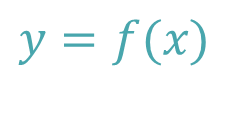 y = f(x)